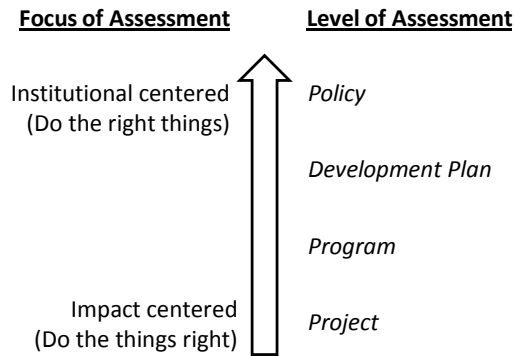 Focus of Assessment
Level of Assessment
Institutional centered
(Do the right things)
Policy
Development Plan
Program
Impact centered
(Do the things right)
Project